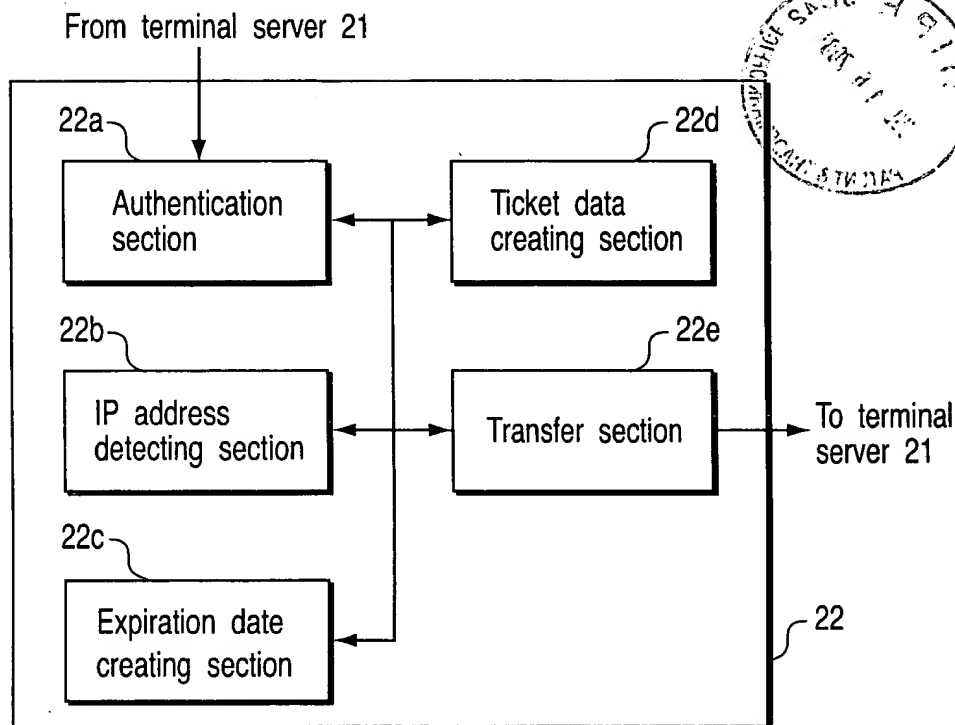 From terminal server 21
22a
Authentication
section
22d
Ticket data
creating section
22b
IP address
detecting section
22e
Transfer section
To terminal
server 21
22c
Expiration date
creating section
22